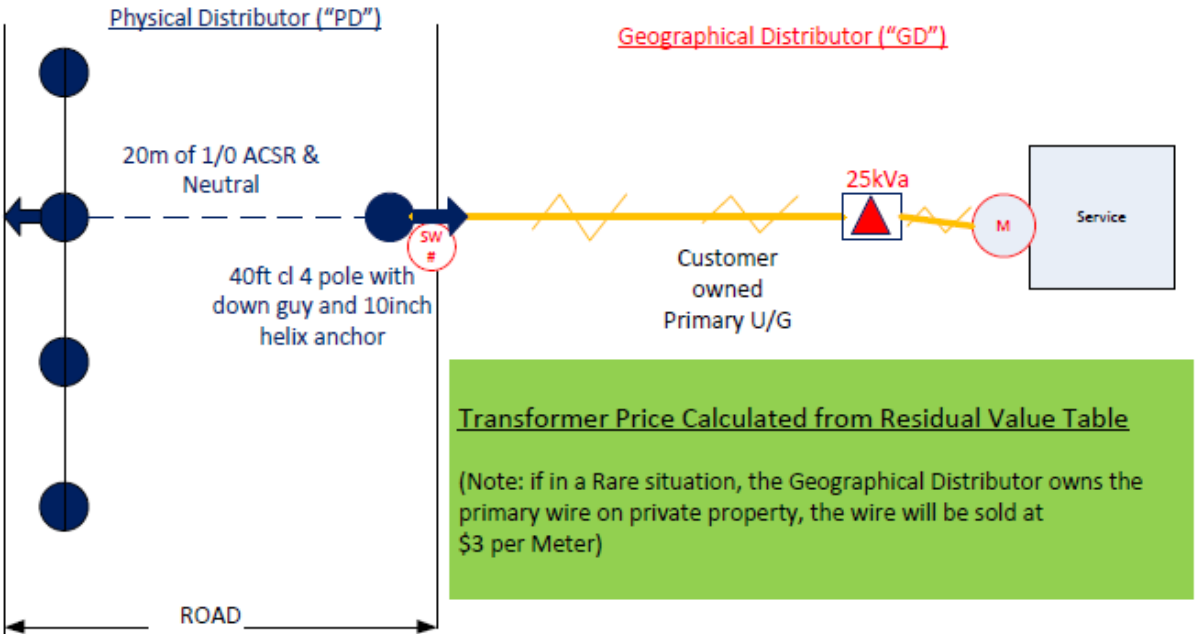 Physical Distributor (“PD”)
Geographical Distributor (“GD”)
20m of 1/0 ACSR &
Neutral
25kVa
SW
#
M
Service
40ft cl 4 pole with
down guy and 10inch
helix anchor
Customer
owned
Primary U/G
Transformer Price Calculated from Residual Value Table
(Note: if in a Rare situation, the Geographical Distributor owns the
primary wire on private property, the wire will be sold at
$3 per Meter)
ROAD